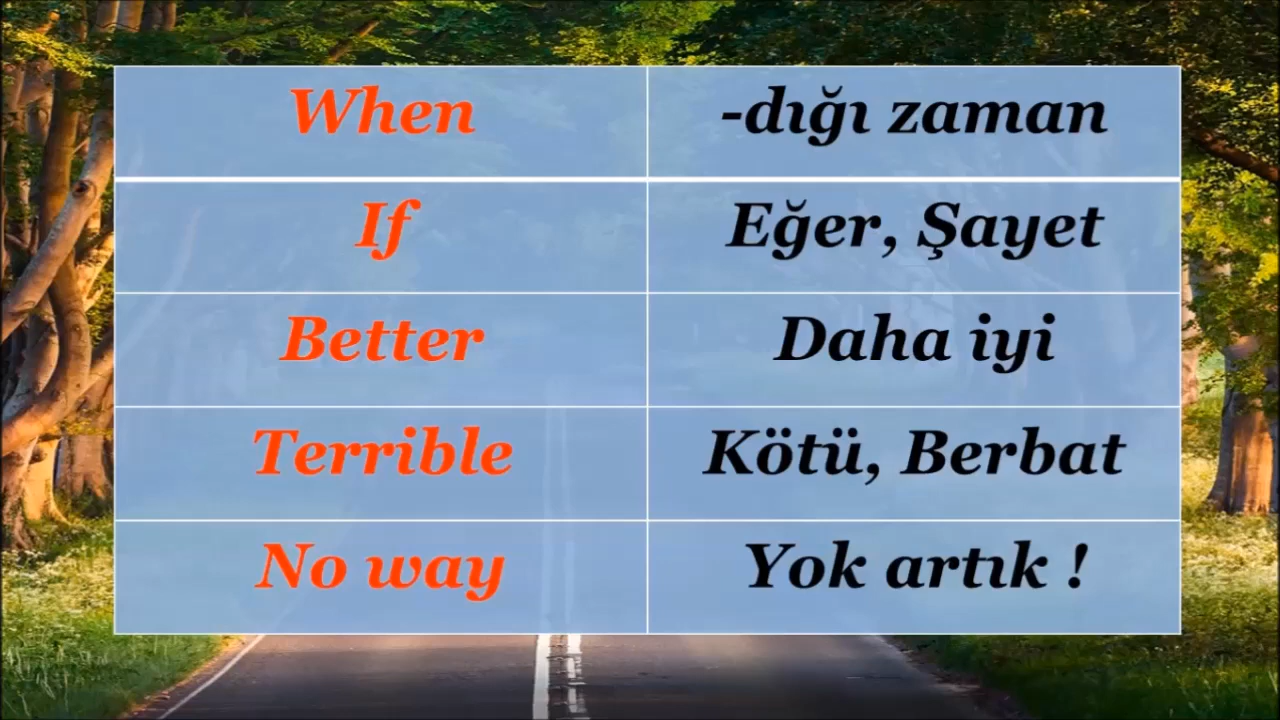 When -dığı zaman
If Eğer, Şayet
Better Daha iyi
Terrible Kötü, Berbat
No way Yok artık !